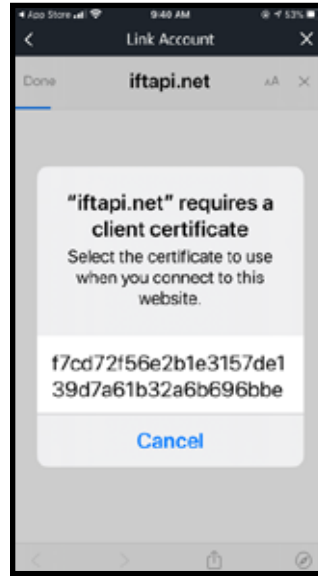 App Store 9:40 AM 53%
Link Account
Done iftapi.net AA
"iftapi.net" requires a
client certificate
Select the certificate to use
when you connect to this
website.
f7cd72f56e2b1e3157de1
39d7a61b32a6b696bbe
Cancel